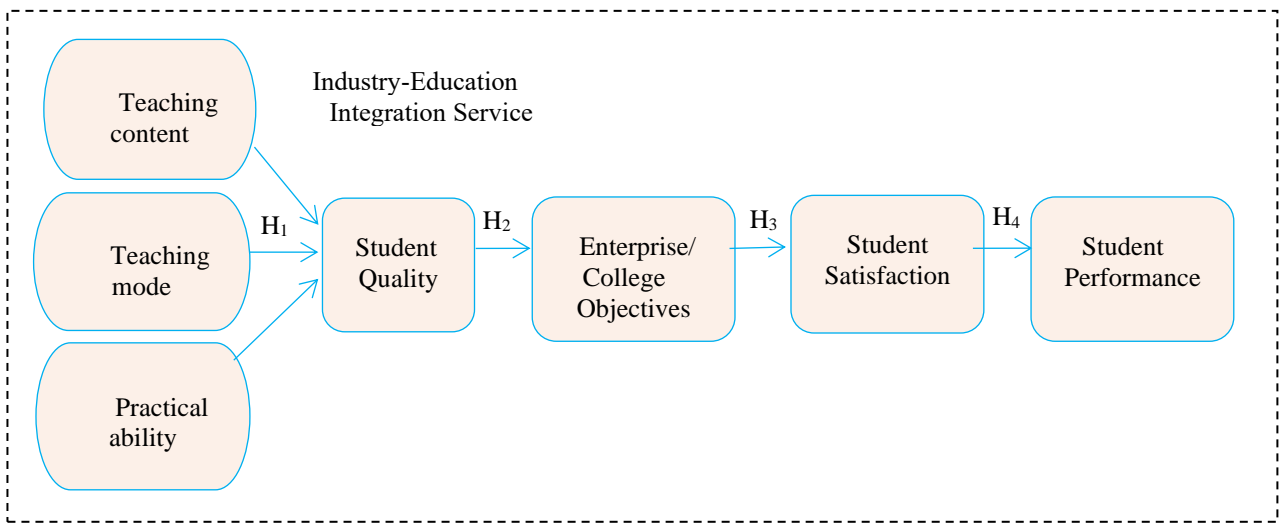 Teaching
content
Industry-Education
Integration Service
Teaching
mode
H₁
Student
Quality
H₂
Enterprise/
College
Objectives
H₃
Student
Satisfaction
H₄
Student
Performance
Practical
ability